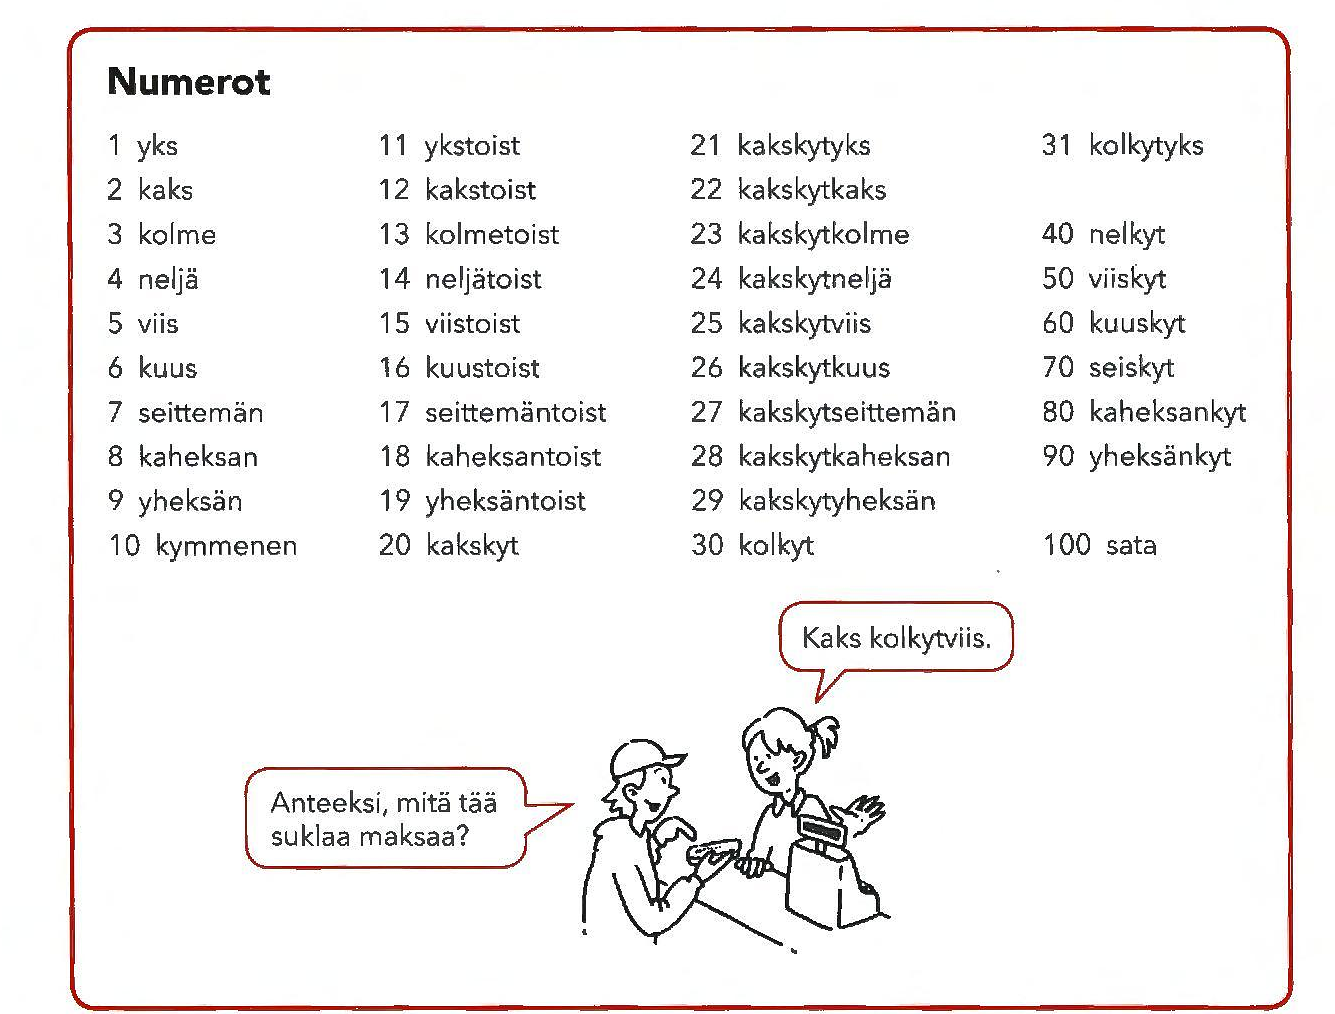 Numerot
1 yks
2 kaks
3 kolme
4 neljä
5 viis
6 kuus
7 seittemän
8 kaheksan
9 yheksän
10 kymmenen
11 ykstoist
12 kakstoist
13 kolmetoist
14 neljätoist
15 viistoist
16 kuustoist
17 seittemäntoist
18 kaheksantoist
19 yheksäntoist
20 kakskyt
21 kakskytyks
22 kakskytkaks
23 kakskytkolme
24 kakskytneljä
25 kakskytviis
26 kakskytkuus
27 kakskytseittemän
28 kakskytkaheksan
29 kakskytyheksän
30 kolkyt
31 kolkytyks
40 nelkyt
50 viiskyt
60 kuuskyt
70 seiskyt
80 kaheksankyt
90 yheksänkyt
100 sata
Anteeksi, mitä tää
suklaa maksaa?
Kaks kolkytviis.